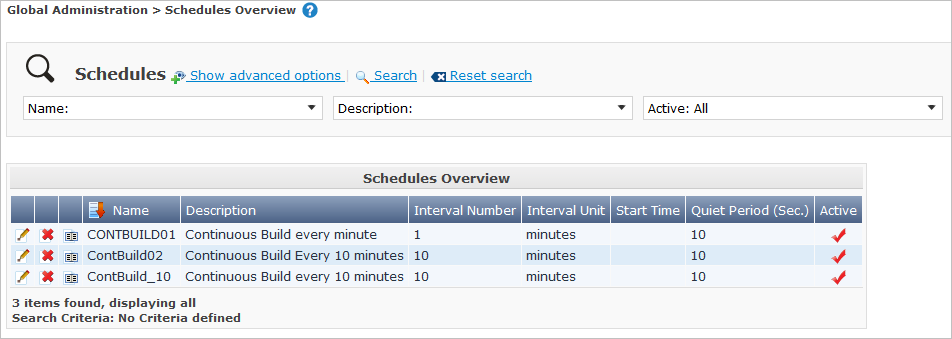 Global Administration > Schedules Overview ?
Schedules Show advanced options | Search | Reset search
Name: Description: Active: All
Schedules Overview
Name Description Interval Number Interval Unit Start Time Quiet Period (Sec.) Active
CONTBUILD01 Continuous Build every minute 1 minutes 10
ContBuild02 Continuous Build Every 10 minutes 10 minutes 10
ContBuild_10 Continuous Build Every 10 minutes 10 minutes 10
3 items found, displaying all
Search Criteria: No Criteria defined